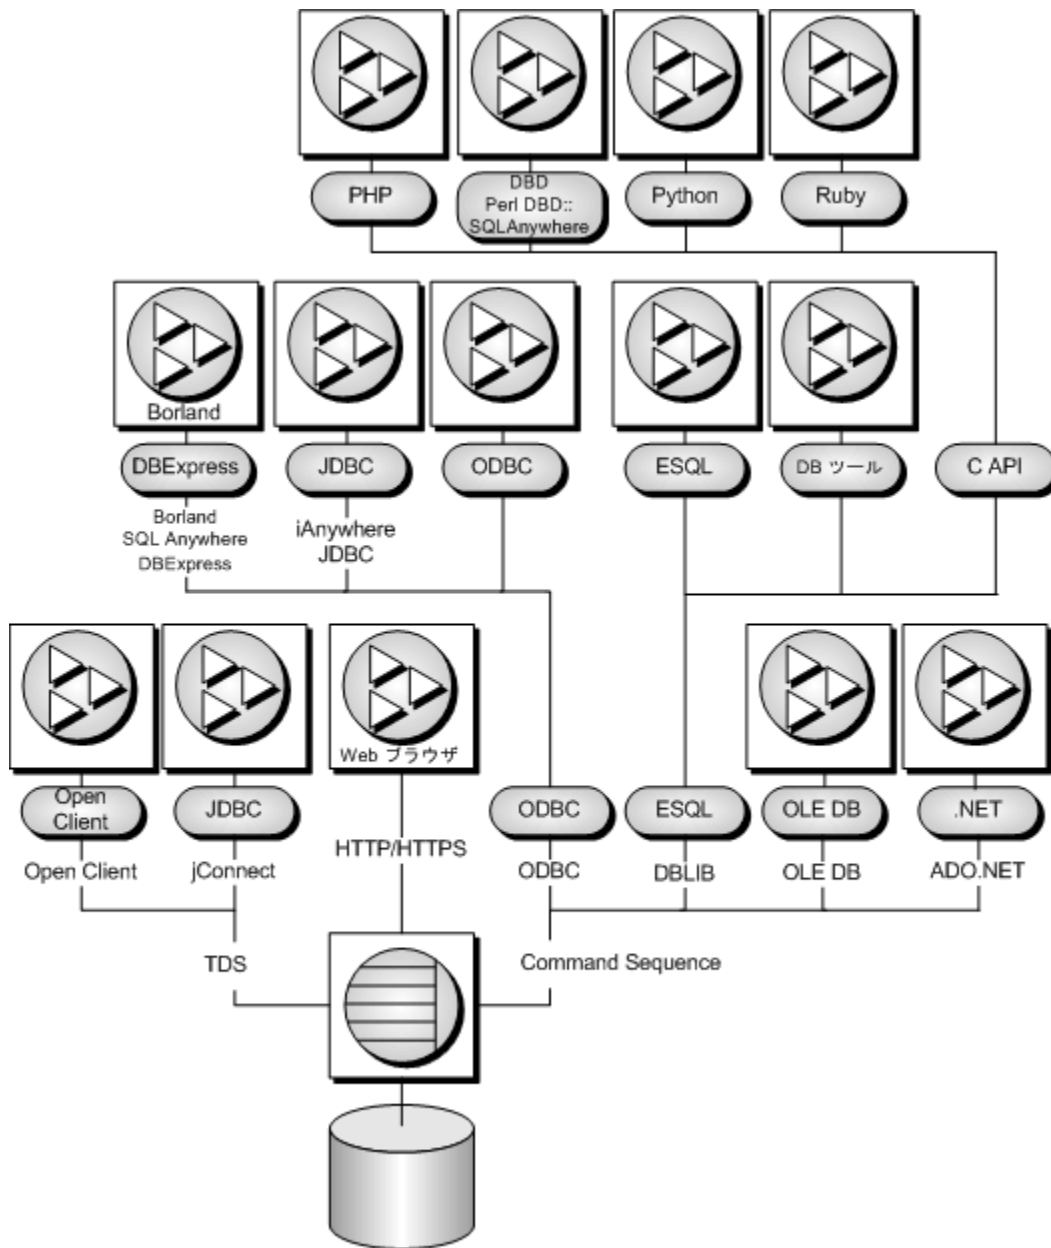 PHP
DBD
Perl DBD::
SQLAnywhere
Python
Ruby
Borland
DBExpress
JDBC
ODBC
ESQL
DB ツール
C API
Borland
SQL Anywhere
DBExpress
iAnywhere
JDBC
Web ブラウザ
Open
Client
JDBC
ODBC
ESQL
OLE DB
.NET
HTTP/HTTPS
Open Client
jConnect
ODBC
DBLIB
OLE DB
ADO.NET
TDS
Command Sequence